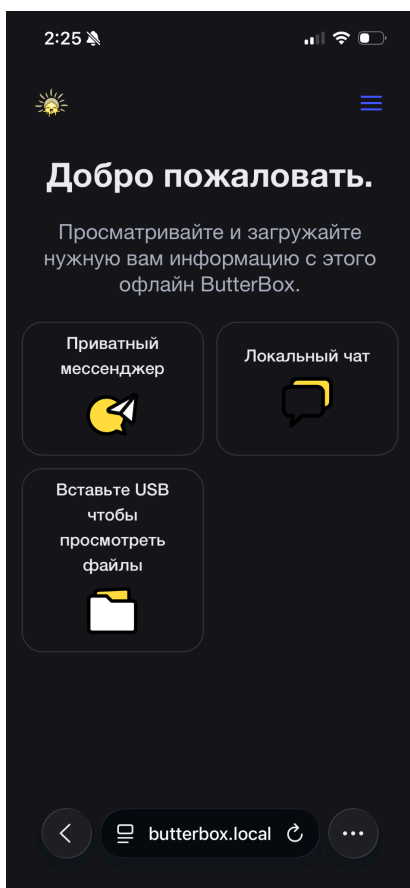 2:25
Добро пожаловать.
Просматривайте и загружайте
нужную вам информацию с этого
офлайн ButterBox.
Приватный
мессенджер
Локальный чат
Вставьте USB
чтобы
просмотреть
файлы
butterbox.local